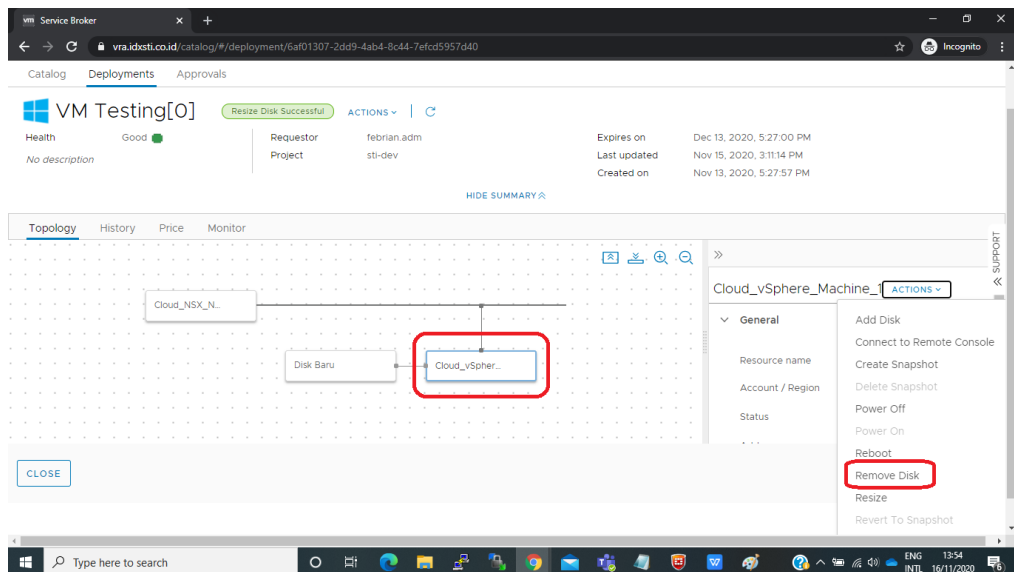 vm Service Broker
vra.idxsti.co.id/catalog/#/deployment/6af01307-2dd9-4ab4-8c44-7efcd5957d40
Incognito
Catalog Deployments Approvals
VM Testing[0] Resize Disk Successful ACTIONS
Health Good Requestor febrian.adm Expires on Dec 13, 2020, 5:27:00 PM
No description Project sti-dev Last updated Nov 15, 2020, 3:11:14 PM
Created on Nov 13, 2020, 5:27:57 PM
HIDE SUMMARY
Topology History Price Monitor
SUPPORT
Cloud_NSX_N...
Disk Baru
Cloud_vSpher...
Cloud_vSphere_Machine_1 ACTIONS
General
Resource name
Account / Region
Status
Add Disk
Connect to Remote Console
Create Snapshot
Delete Snapshot
Power Off
Power On
Reboot
Remove Disk
Resize
Revert To Snapshot
CLOSE
Type here to search
ENG 13:54
INTL 16/11/2020
6